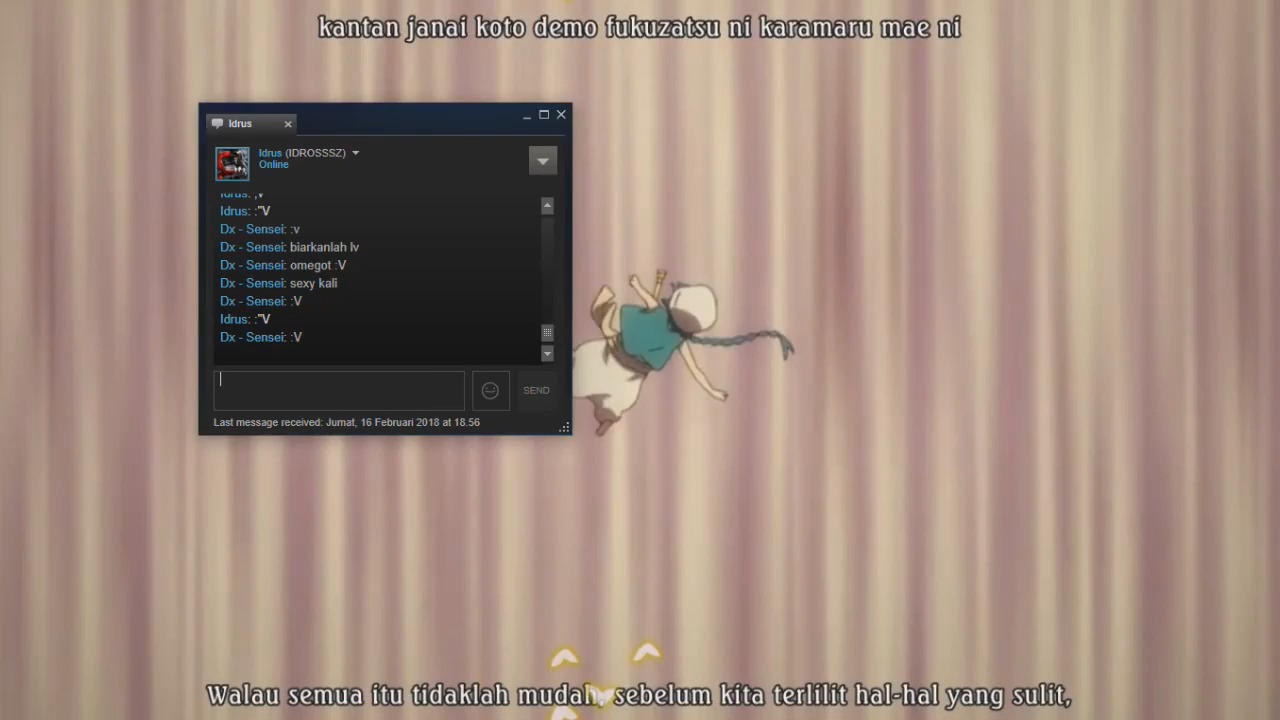 kantan janai koto demo fukuzatsu ni karamaru mae ni
Idrus
Idrus (IDROSSSZ)
Online
Idrus: ;v
Idrus: :"V
Dx - Sensei: :v
Dx - Sensei: biarkanlah lv
Dx - Sensei: omegot :V
Dx - Sensei: sexy kali
Dx - Sensei: :V
Idrus: :"V
Dx - Sensei: :V
SEND
Last message received: Jumat, 16 Februari 2018 at 18.56
Walau semua itu tidaklah mudah, sebelum kita terlilit hal-hal yang sulit,